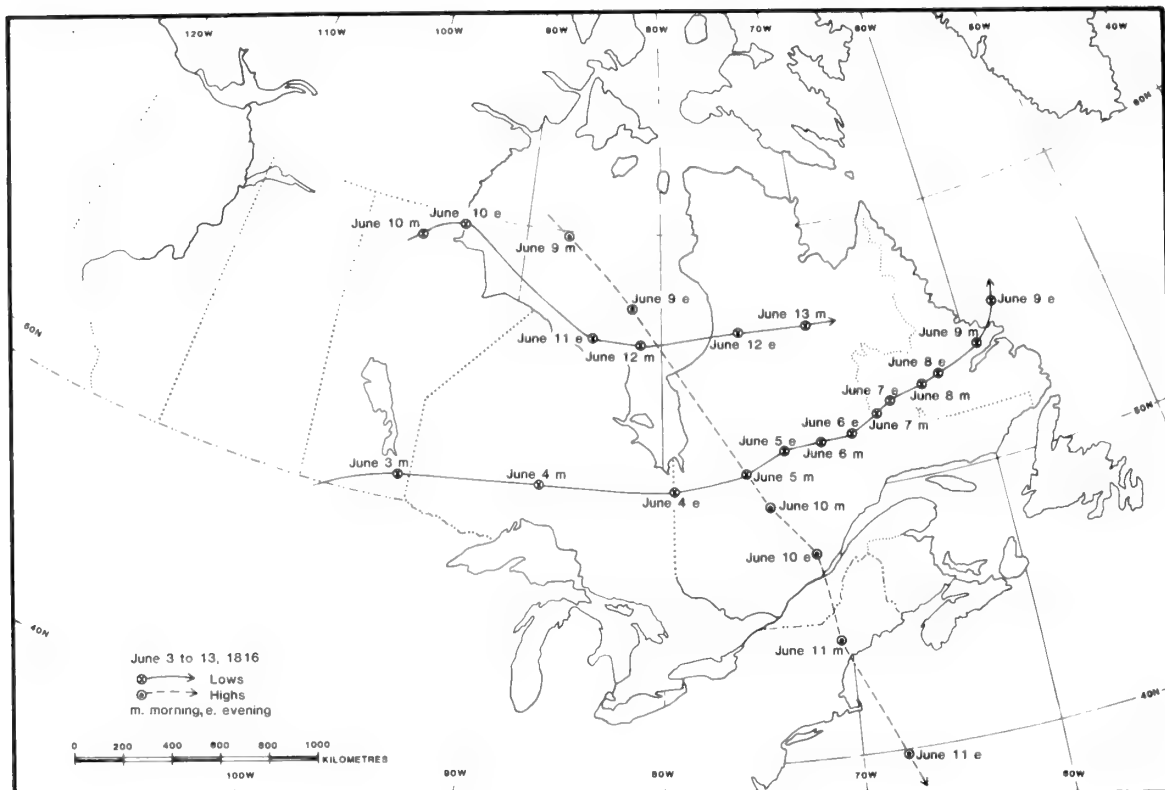 120W 110W 100W 90W 80W 70W 60W 50W 40W
60N
June 10 m
June 10 e
June 9 m
June 9 e
June 9 e
June 13 m
June 9 m
60N
June 11 e
June 12 m
June 12 e
June 8 e
June 8 m
June 7 e
June 7 m
June 6 e
June 6 m
June 5 e
50N
June 3 m
June 4 m
June 5 m
June 4 e
June 10 m
June 10 e
40N
June 11 m
40N
June 11 e
June 3 to 13, 1816
Lows
Highs
m. morning, e. evening
0 200 400 600 800 1000
KILOMETRES
100W 90W 80W 70W 60W